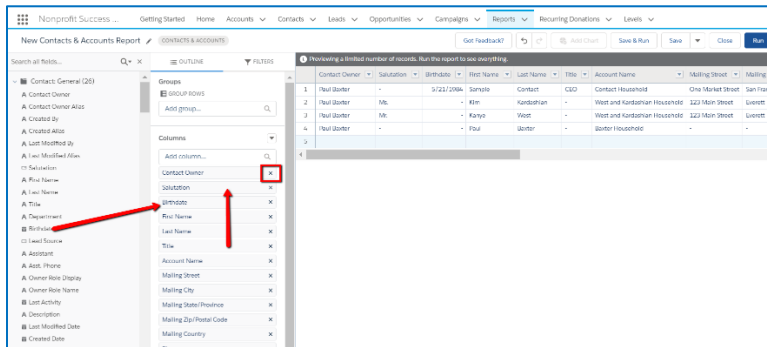 Nonprofit Success ... Getting Started Home Accounts Contacts Leads Opportunities Campaigns Reports Recurring Donations Levels
New Contacts & Accounts Report CONTACTS & ACCOUNTS Got Feedback? Add Chart Save & Run Save Close Run
Search all fields...
Contact: General (26)
A Contact Owner
A Contact Owner Alias
A Created By
A Created Alias
A Last Modified By
A Last Modified Alias
Salutation
A First Name
A Last Name
A Title
A Department
Birthdate
Lead Source
A Assistant
A Asst. Phone
A Owner Role Display
A Owner Role Name
Last Activity
A Description
Last Modified Date
Created Date
OUTLINE FILTERS
Groups
GROUP ROWS
Add group...
Columns
Add column...
Contact Owner x
Salutation x
Birthdate x
First Name x
Last Name x
Title x
Account Name x
Mailing Street x
Mailing City x
Mailing State/Province x
Mailing Zip/Postal Code x
Mailing Country x
Previewing a limited number of records. Run the report to see everything.
Contact Owner Salutation Birthdate First Name Last Name Title Account Name Mailing Street Mailing
1 Paul Baxter - 5/21/1984 Sample Contact CEO Contact Household One Market Street San Fran
2 Paul Baxter Ms. - Kim Kardashian - West and Kardashian Household 123 Main Street Everett
3 Paul Baxter Mr. - Kanye West - West and Kardashian Household 123 Main Street Everett
4 Paul Baxter - - Paul Baxter - Baxter Household - -
5